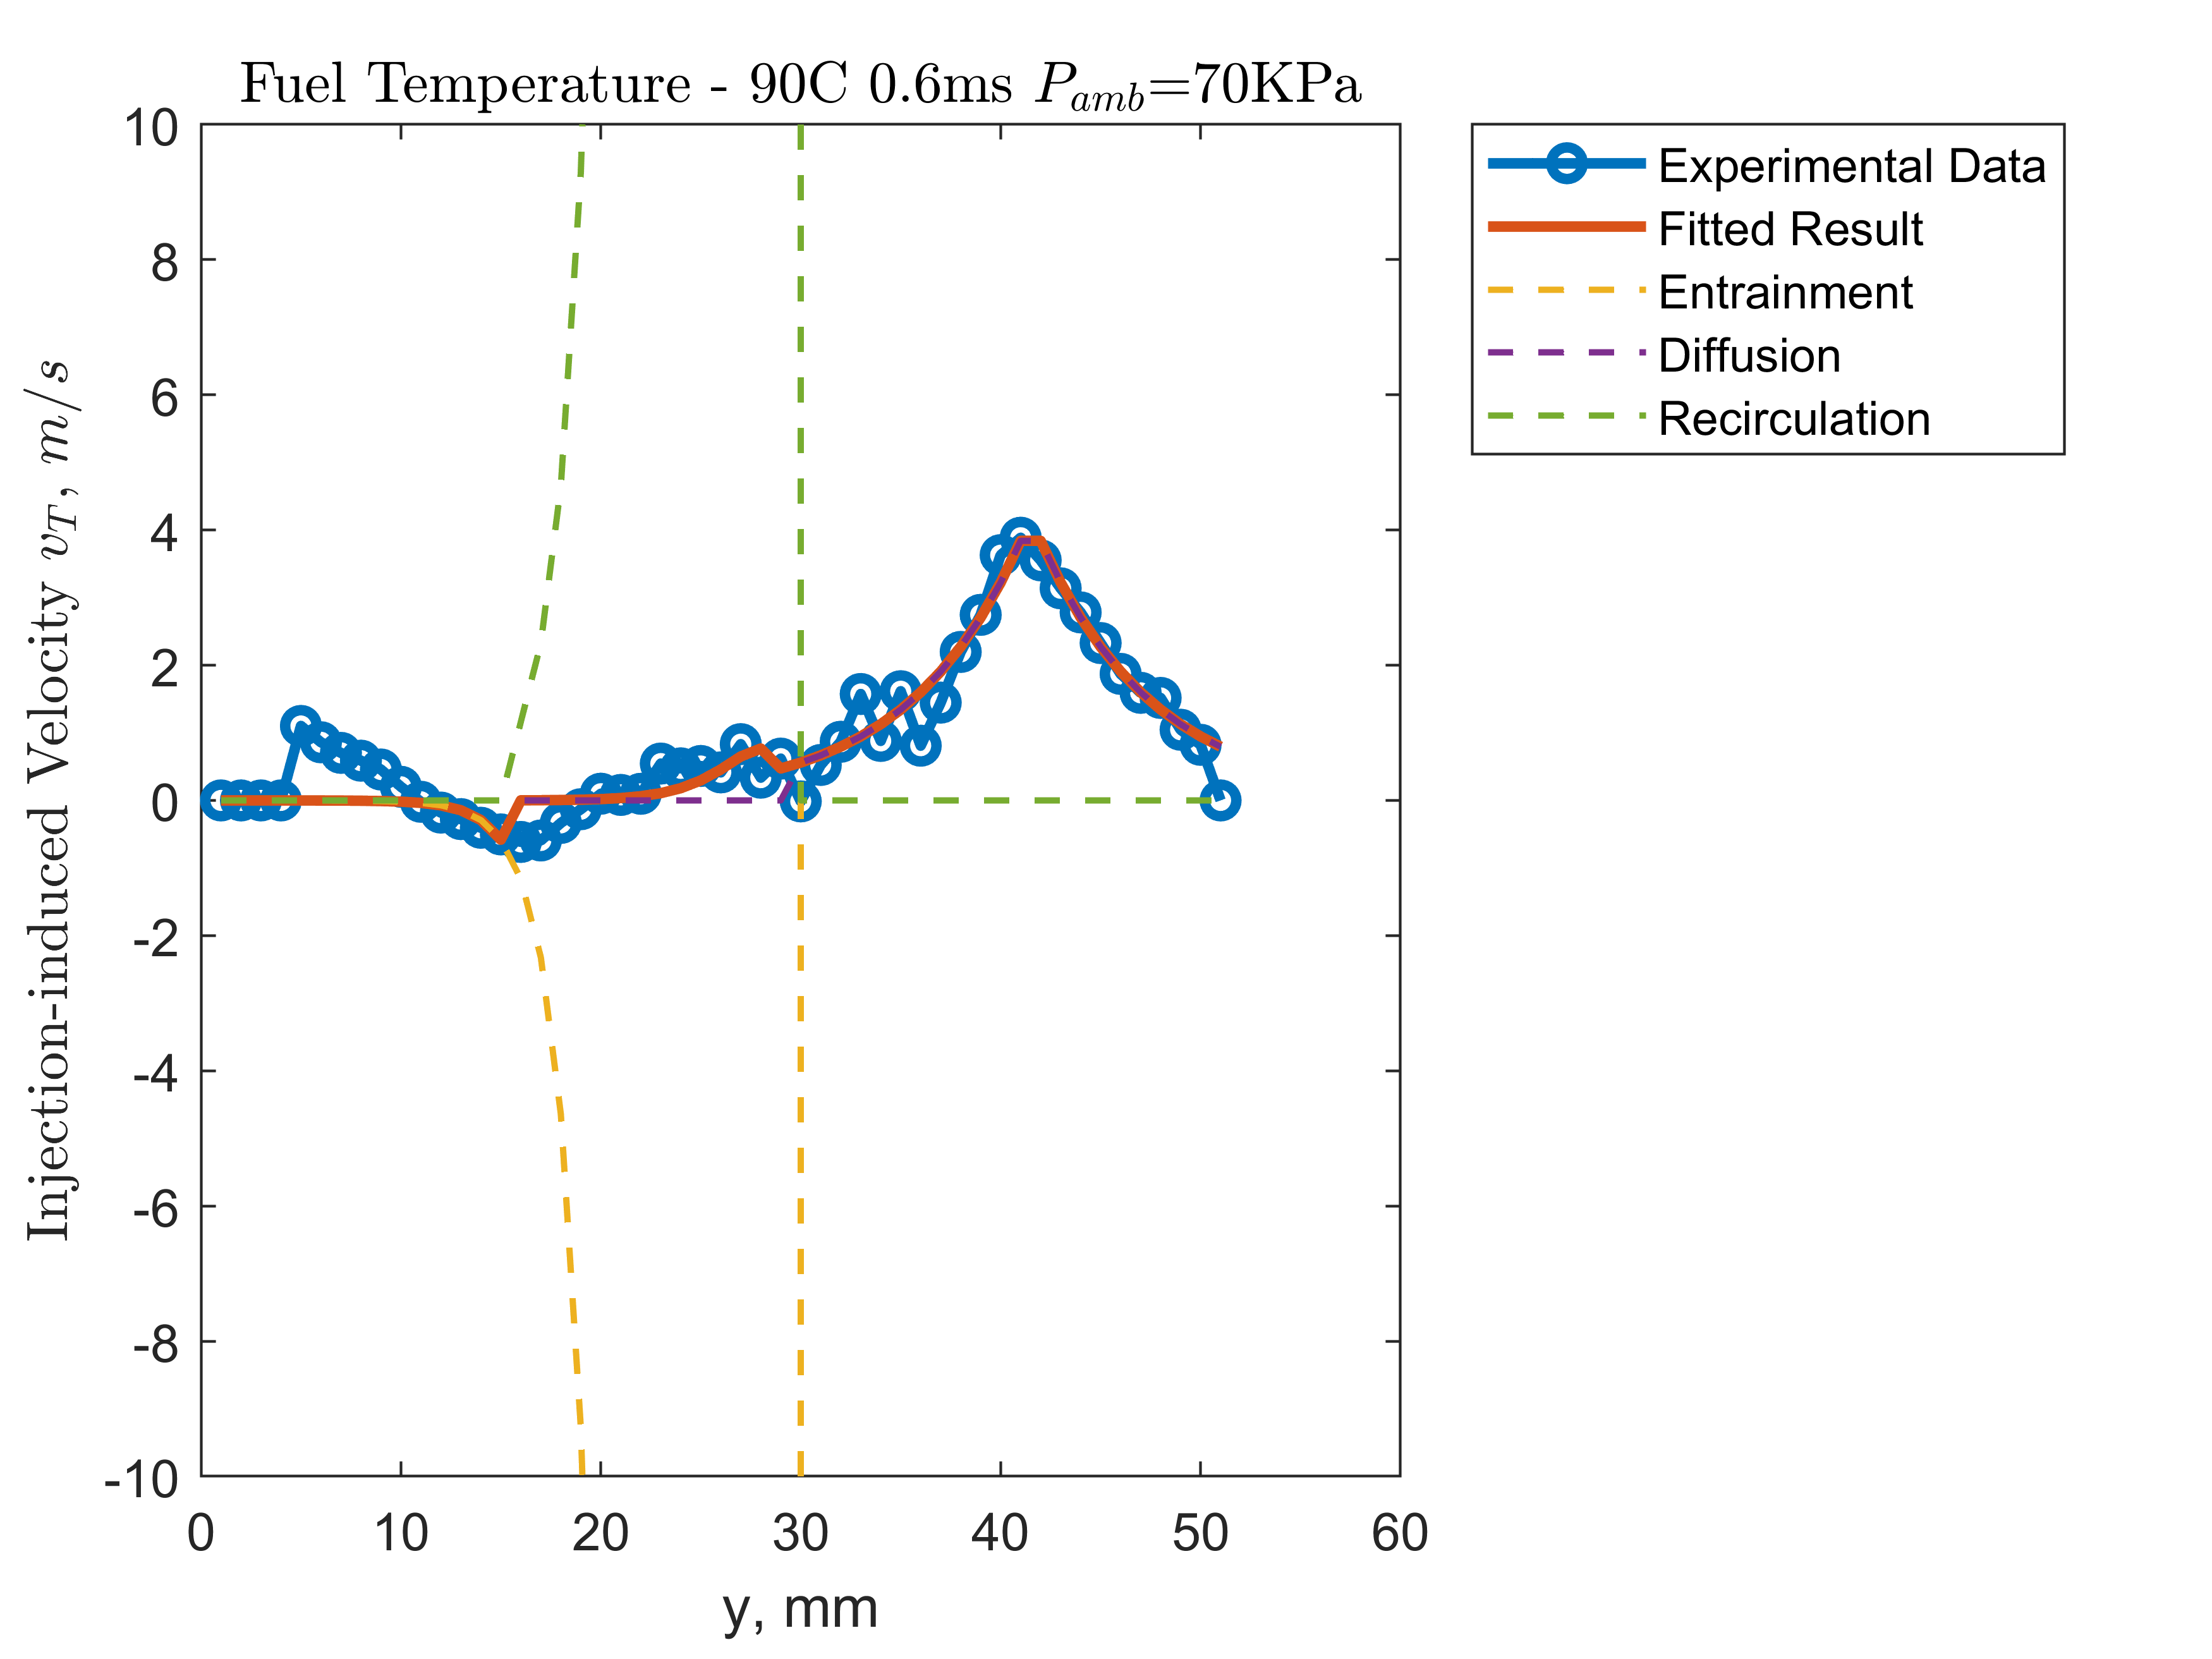 Fuel Temperature - 90C 0.6ms P_amb=70KPa
Experimental Data
Fitted Result
Entrainment
Diffusion
Recirculation
Injection-induced Velocity v_T, m/s
10
8
6
4
2
0
-2
-4
-6
-8
-10
0 10 20 30 40 50 60
y, mm